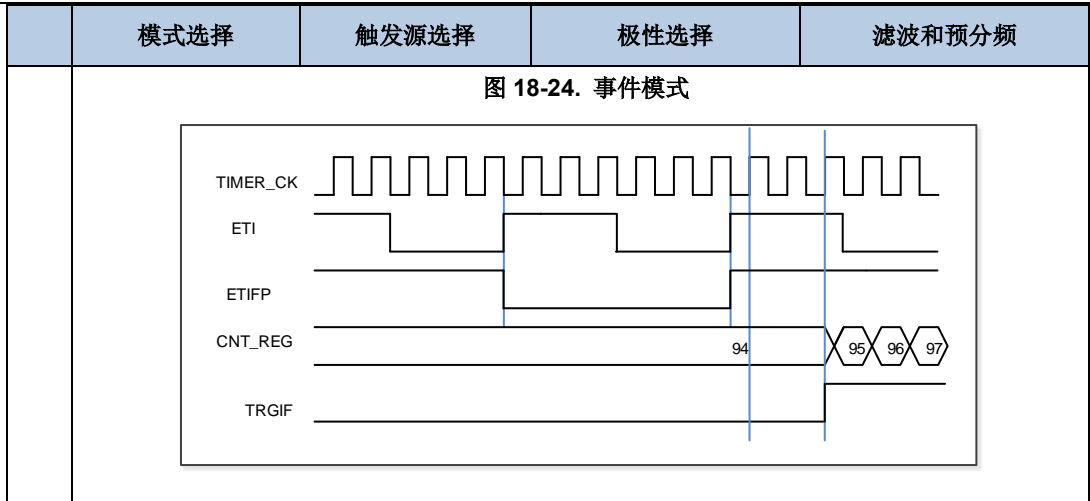 模式选择 触发源选择 极性选择 滤波和预分频
图 18-24. 事件模式
TIMER_CK
ETI
ETIFP
CNT_REG 94 95 96 97
TRGIF